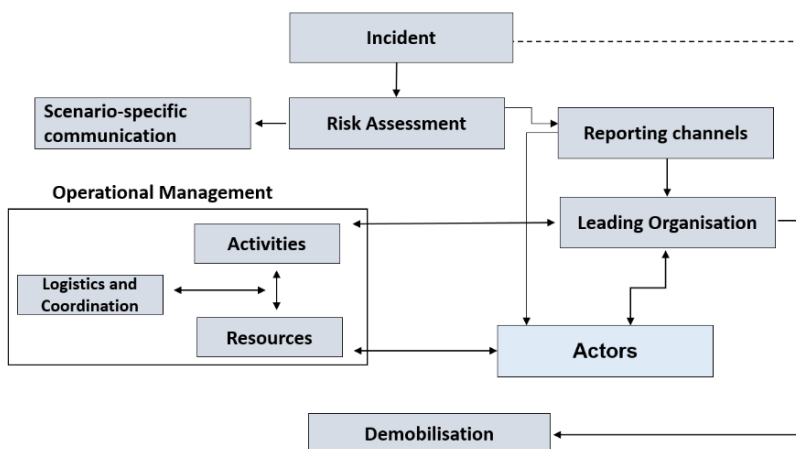 Incident
Scenario-specific
communication
Risk Assessment
Reporting channels
Operational Management
Leading Organisation
Activities
Logistics and
Coordination
Resources
Actors
Demobilisation